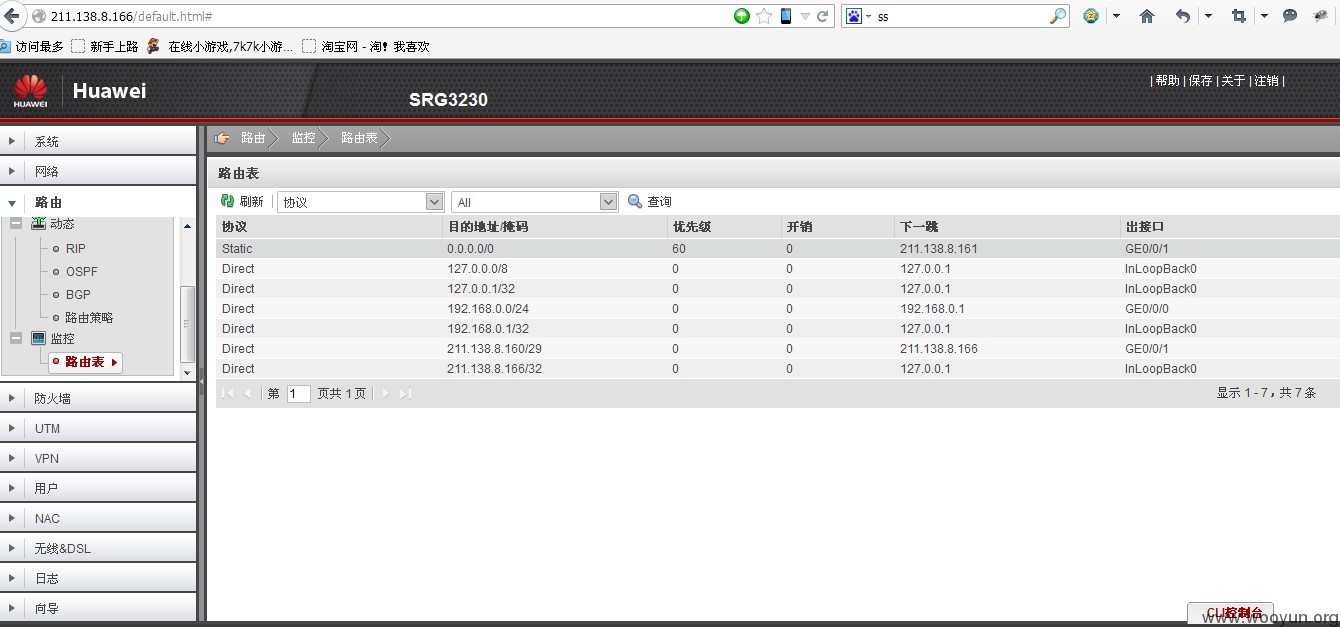 211.138.8.166/default.html#
ss
访问最多 新手上路 在线小游戏,7k7k小游... 淘宝网 - 淘! 我喜欢
HUAWEI Huawei
SRG3230
| 帮助 | 保存 | 关于 | 注销 |
系统
网络
路由
动态
RIP
OSPF
BGP
路由策略
监控
路由表
防火墙
UTM
VPN
用户
NAC
无线&DSL
日志
向导
路由 监控 路由表
路由表
刷新 协议 All 查询
协议 目的地址/掩码 优先级 开销 下一跳 出接口
Static 0.0.0.0/0 60 0 211.138.8.161 GE0/0/1
Direct 127.0.0.0/8 0 0 127.0.0.1 InLoopBack0
Direct 127.0.0.1/32 0 0 127.0.0.1 InLoopBack0
Direct 192.168.0.0/24 0 0 192.168.0.1 GE0/0/0
Direct 192.168.0.1/32 0 0 127.0.0.1 InLoopBack0
Direct 211.138.8.160/29 0 0 211.138.8.166 GE0/0/1
Direct 211.138.8.166/32 0 0 127.0.0.1 InLoopBack0
第 1 页共 1 页
显示 1 - 7，共 7 条
CLI控制台
www.wooyun.org